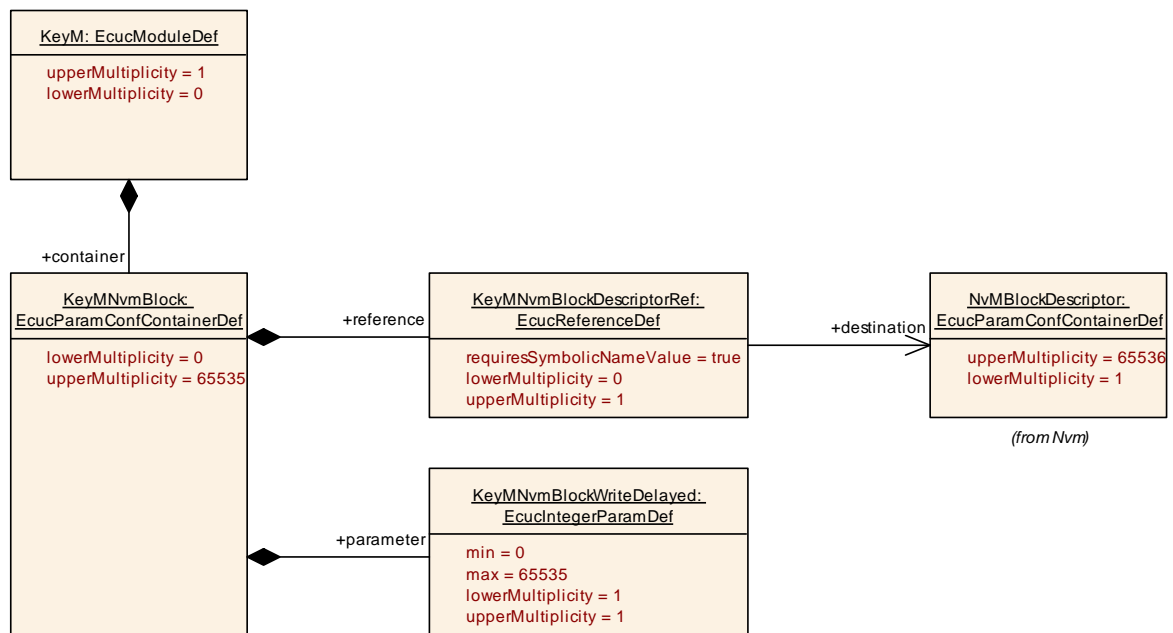 KeyM: EcucModuleDef
upperMultiplicity = 1
lowerMultiplicity = 0
+container
KeyMNvmBlock:
EcucParamConfContainerDef
lowerMultiplicity = 0
upperMultiplicity = 65535
+reference
KeyMNvmBlockDescriptorRef:
EcucReferenceDef
requiresSymbolicNameValue = true
lowerMultiplicity = 0
upperMultiplicity = 1
+destination
NvMBlockDescriptor:
EcucParamConfContainerDef
upperMultiplicity = 65536
lowerMultiplicity = 1
(from Nvm)
+parameter
KeyMNvmBlockWriteDelayed:
EcucIntegerParamDef
min = 0
max = 65535
lowerMultiplicity = 1
upperMultiplicity = 1